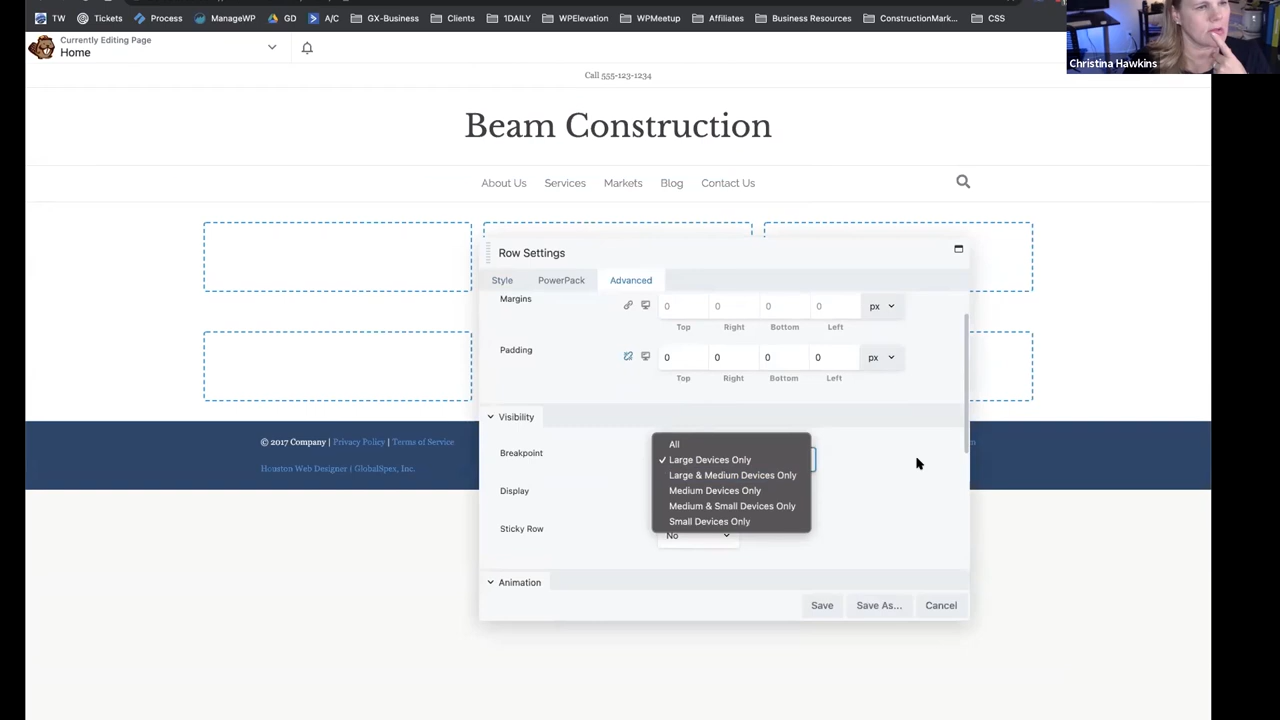 TW Tickets Process ManageWP GD A/C GX-Business Clients 1DAILY WPElevation WPMeetup Affiliates Business Resources ConstructionMark... CSS
Christina Hawkins
Currently Editing Page
Home
Call 555-123-1234
Beam Construction
About Us Services Markets Blog Contact Us
Row Settings
Style PowerPack Advanced
Margins 0 0 0 0 px
Top Right Bottom Left
Padding 0 0 0 0 px
Top Right Bottom Left
Visibility
Breakpoint
All
Large Devices Only
Large & Medium Devices Only
Medium Devices Only
Medium & Small Devices Only
Small Devices Only
Display
Sticky Row No
Animation
Save Save As... Cancel
© 2017 Company | Privacy Policy | Terms of Service
Houston Web Designer | GlobalSpex, Inc.